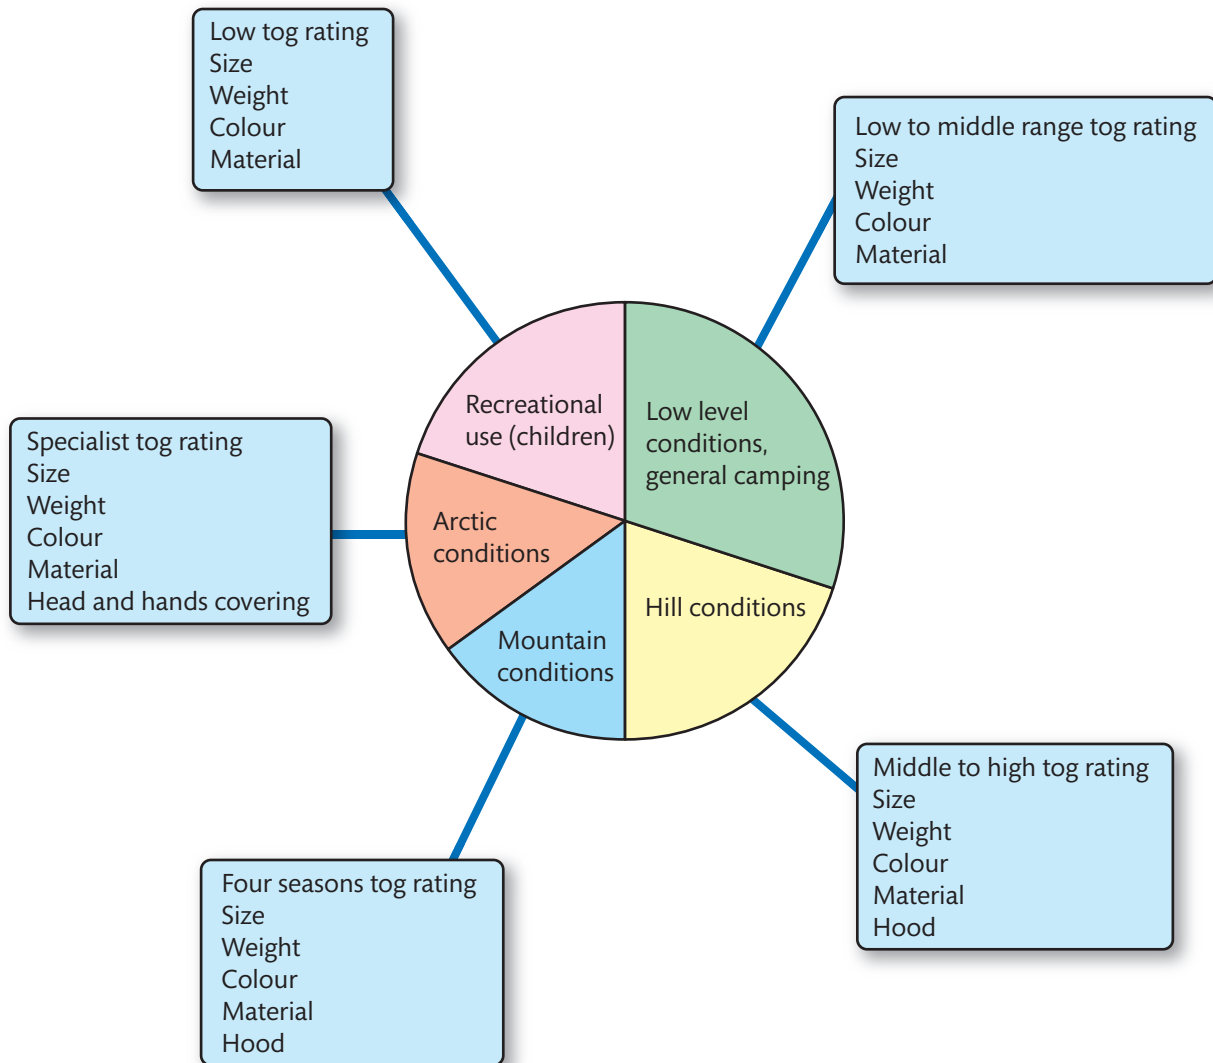 Low tog rating
Size
Weight
Colour
Material
Low to middle range tog rating
Size
Weight
Colour
Material
Recreational
use (children)
Low level
conditions,
general camping
Specialist tog rating
Size
Weight
Colour
Material
Head and hands covering
Arctic
conditions
Hill conditions
Mountain
conditions
Middle to high tog rating
Size
Weight
Colour
Material
Hood
Four seasons tog rating
Size
Weight
Colour
Material
Hood